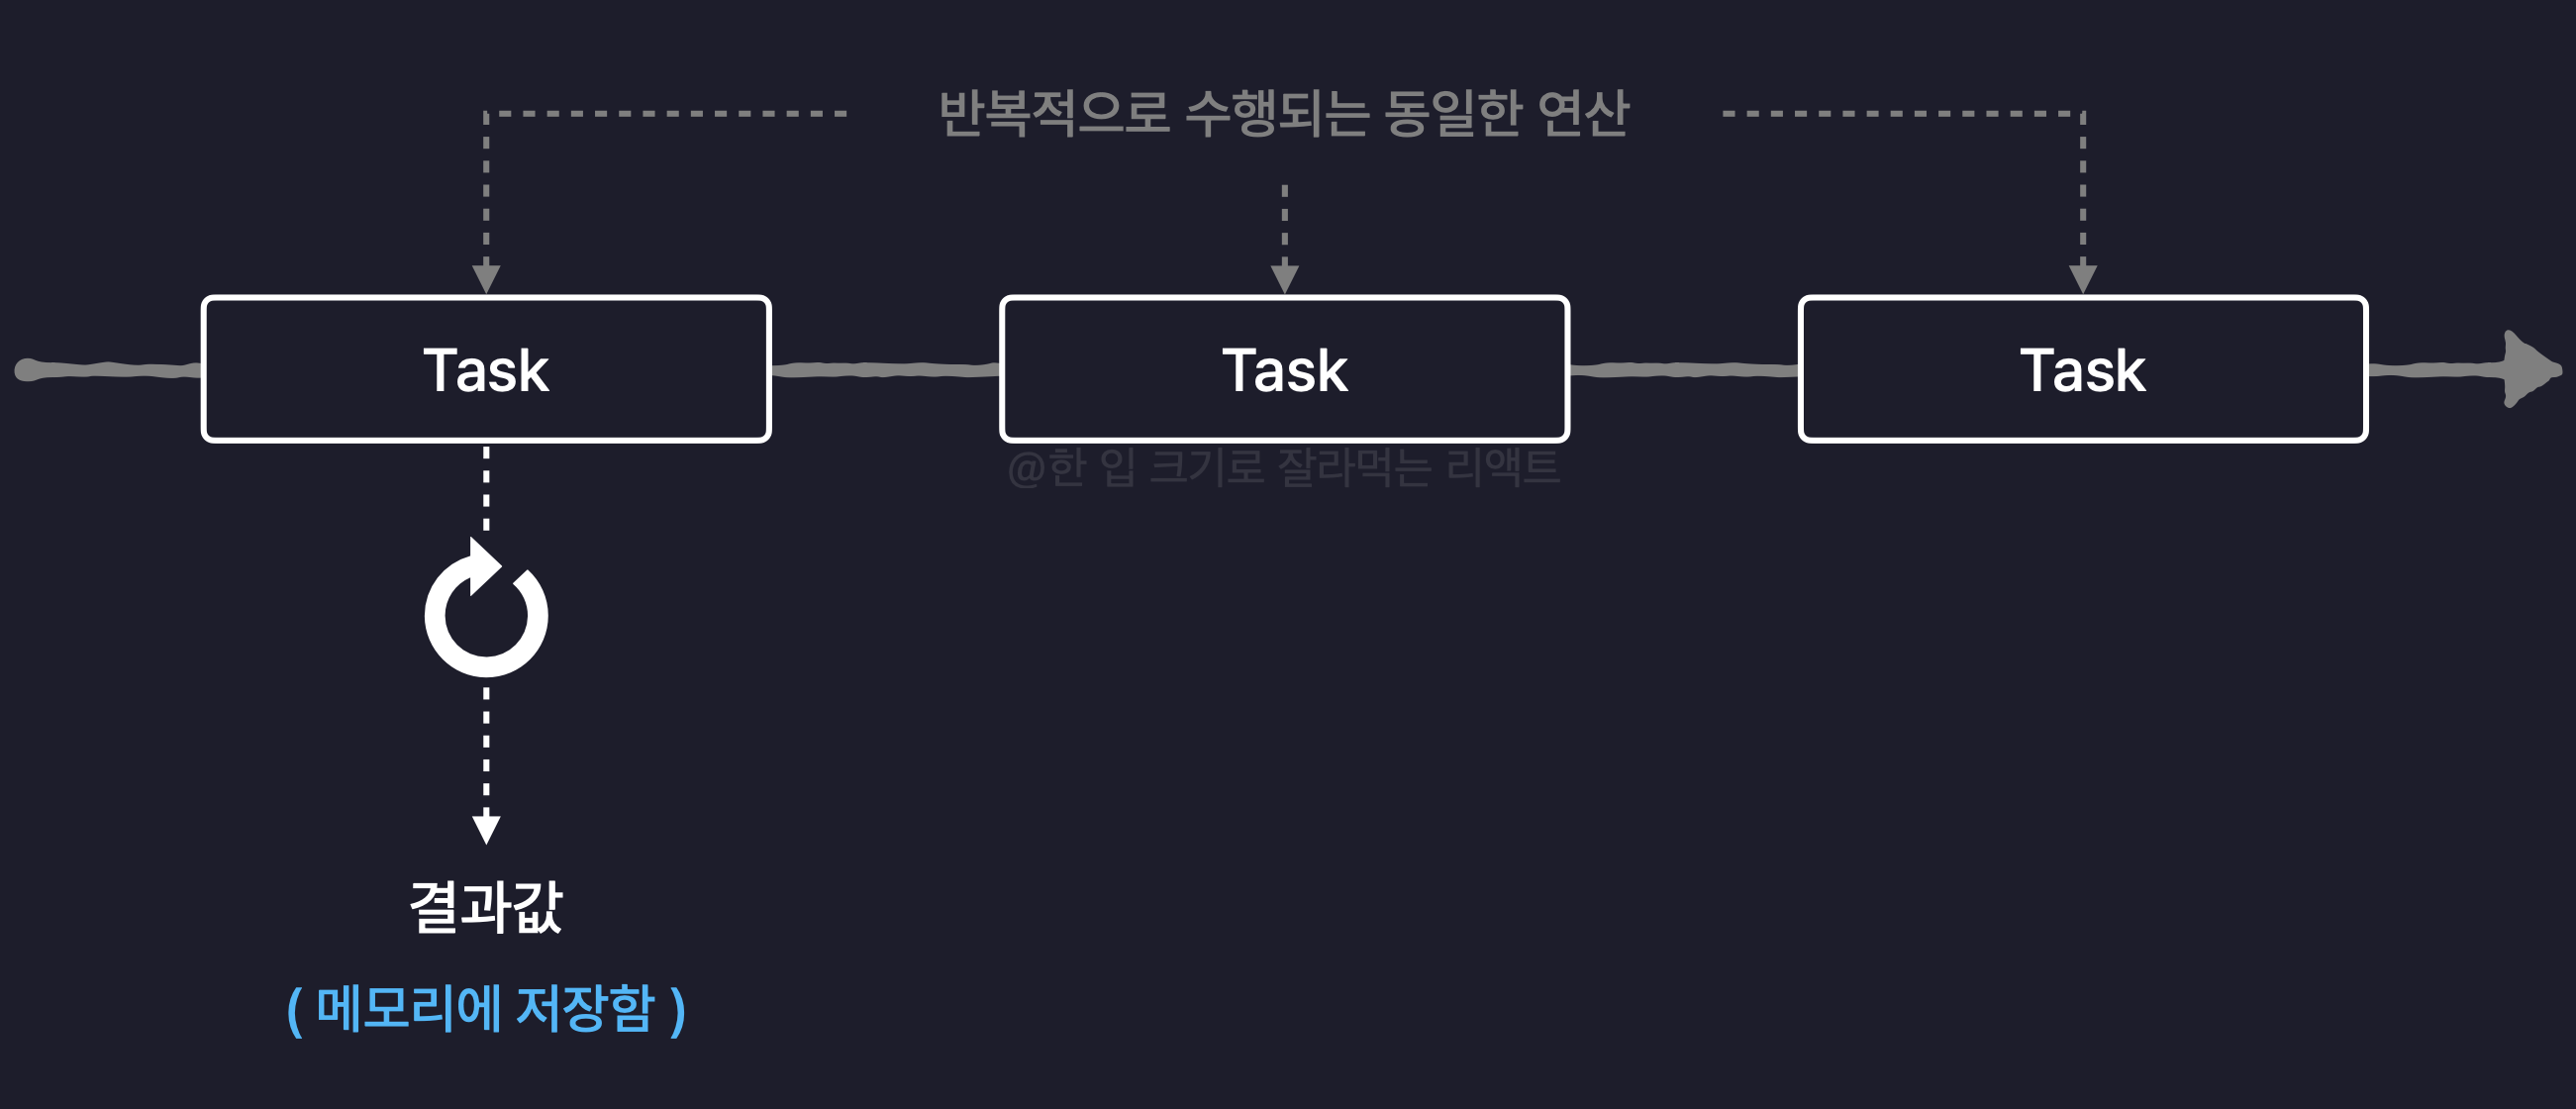 반복적으로 수행되는 동일한 연산
Task
Task
Task
@한 입 크기로 잘라먹는 리액트
결과값
( 메모리에 저장함 )